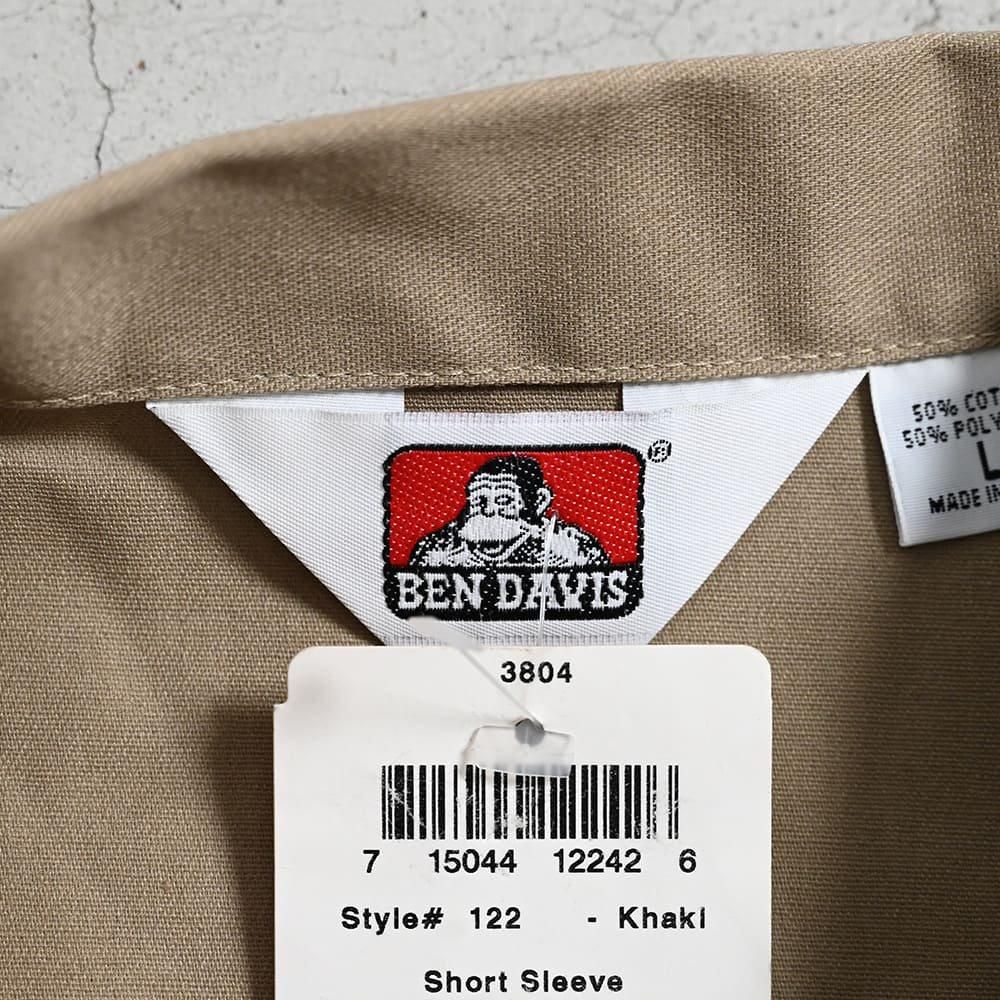 BEN DAVIS
®
50% COT
50% POLY
L
MADE IN
3804
7 15044 12242 6
Style# 122 - Khaki
Short Sleeve